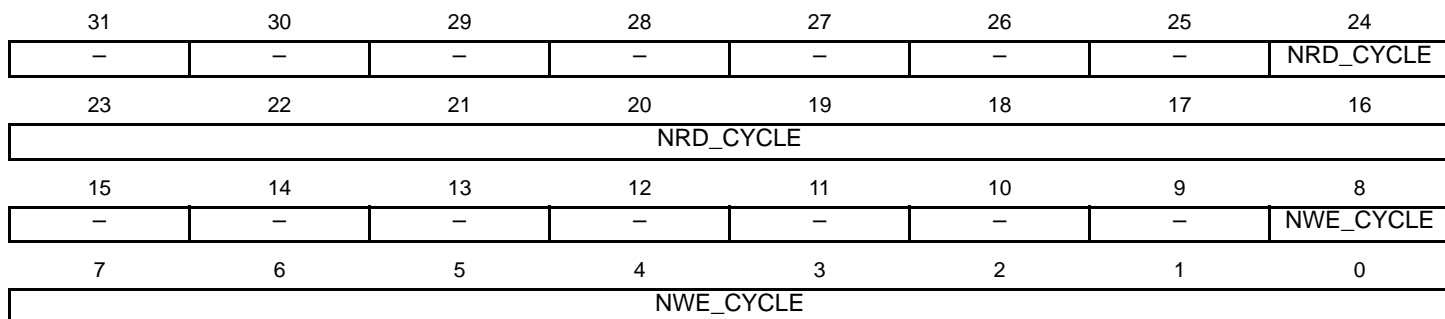 31 30 29 28 27 26 25 24
– – – – – – – NRD_CYCLE
23 22 21 20 19 18 17 16
NRD_CYCLE
15 14 13 12 11 10 9 8
– – – – – – – NWE_CYCLE
7 6 5 4 3 2 1 0
NWE_CYCLE